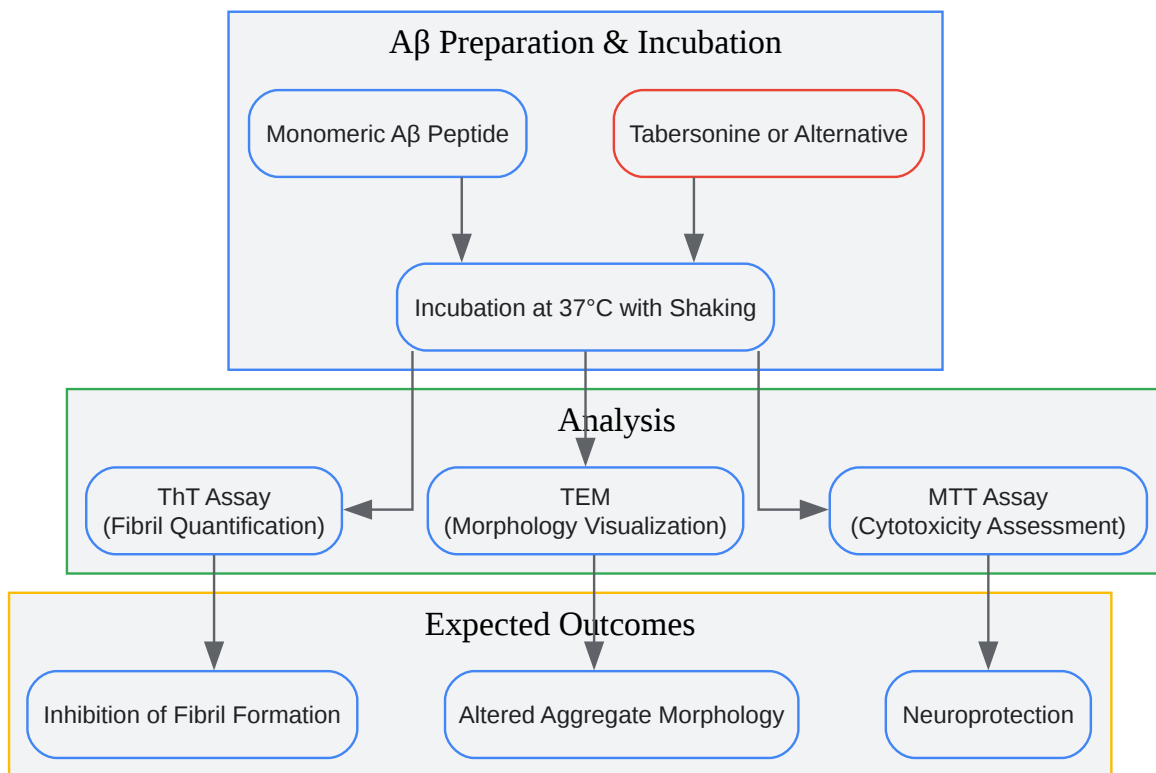 Aβ Preparation & Incubation
Monomeric Aβ Peptide
Tabersonine or Alternative
Incubation at 37°C with Shaking
Analysis
ThT Assay
(Fibril Quantification)
TEM
(Morphology Visualization)
MTT Assay
(Cytotoxicity Assessment)
Expected Outcomes
Inhibition of Fibril Formation
Altered Aggregate Morphology
Neuroprotection